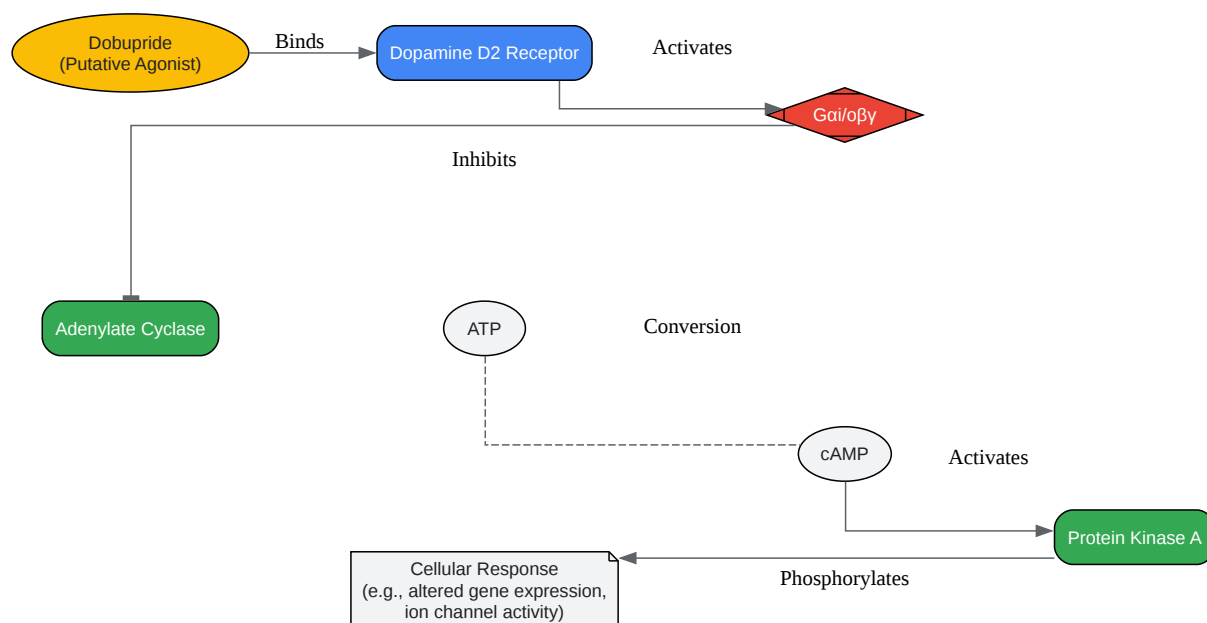 Dobupride
(Putative Agonist)
Binds
Dopamine D2 Receptor
Activates
Gαi/oβγ
Inhibits
Adenylate Cyclase
ATP
Conversion
cAMP
Activates
Protein Kinase A
Cellular Response
(e.g., altered gene expression,
ion channel activity)
Phosphorylates